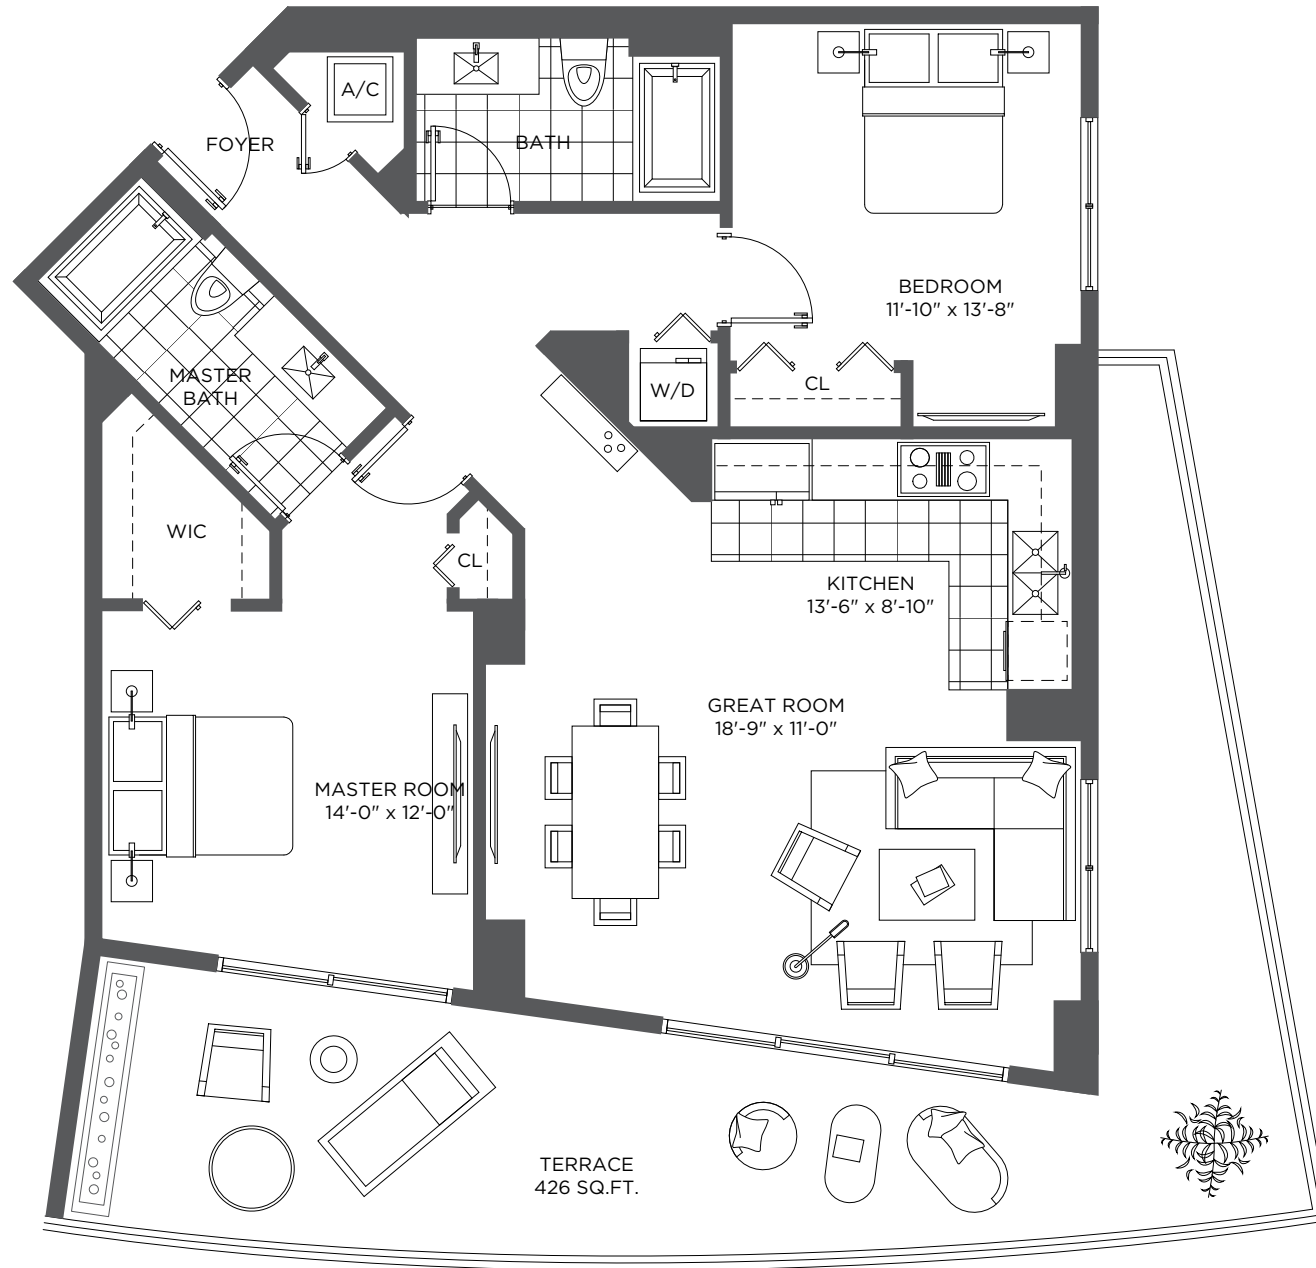 A/C
FOYER
BATH
BEDROOM
11'-10" x 13'-8"
MASTER
BATH
W/D
CL
WIC
CL
KITCHEN
13'-6" x 8'-10"
GREAT ROOM
18'-9" x 11'-0"
MASTER ROOM
14'-0" x 12'-0"
TERRACE
426 SQ.FT.